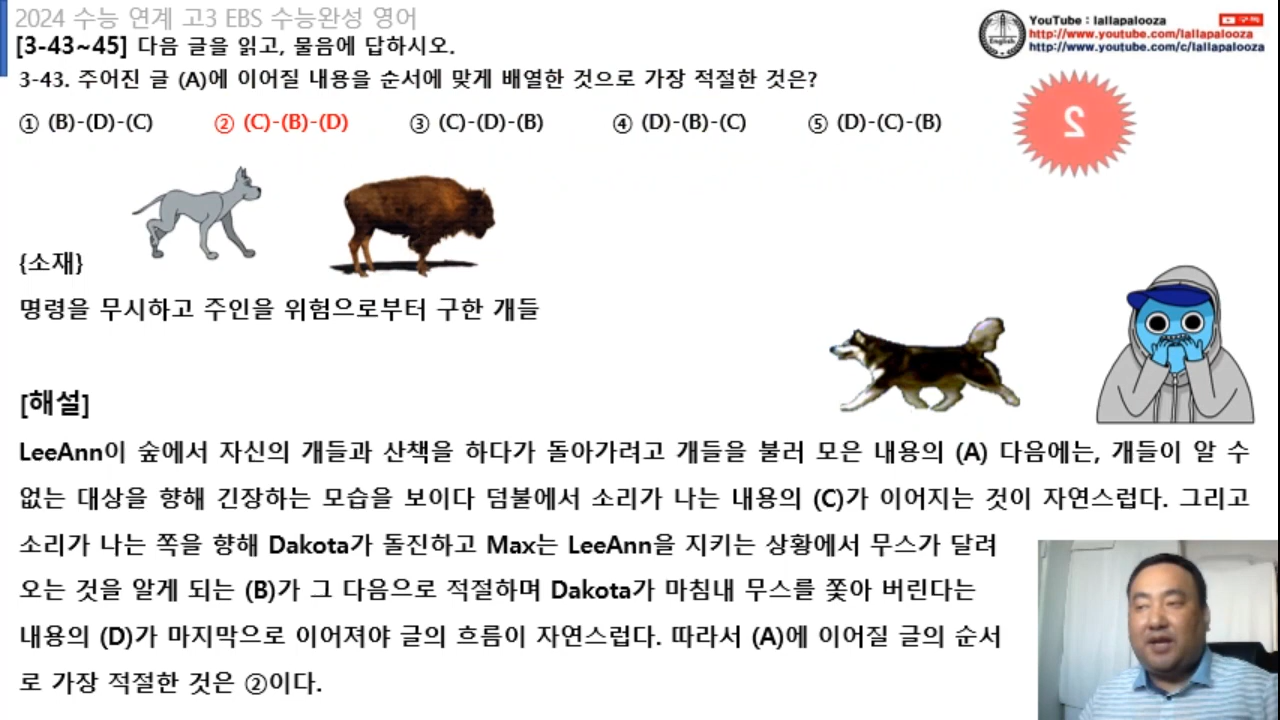 2024 수능 연계 고3 EBS 수능완성 영어
[3-43~45] 다음 글을 읽고, 물음에 답하시오.
YouTube : lallapalooza
구독
http://www.youtube.com/lallapalooza
http://www.youtube.com/c/lallapalooza
English
3-43. 주어진 글 (A)에 이어질 내용을 순서에 맞게 배열한 것으로 가장 적절한 것은?
① (B)-(D)-(C) ② (C)-(B)-(D) ③ (C)-(D)-(B) ④ (D)-(B)-(C) ⑤ (D)-(C)-(B)
2
{소재}
명령을 무시하고 주인을 위험으로부터 구한 개들
[해설]
LeeAnn이 숲에서 자신의 개들과 산책을 하다가 돌아가려고 개들을 불러 모은 내용의 (A) 다음에는, 개들이 알 수
없는 대상을 향해 긴장하는 모습을 보이다 덤불에서 소리가 나는 내용의 (C)가 이어지는 것이 자연스럽다. 그리고
소리가 나는 쪽을 향해 Dakota가 돌진하고 Max는 LeeAnn을 지키는 상황에서 무스가 달려
오는 것을 알게 되는 (B)가 그 다음으로 적절하며 Dakota가 마침내 무스를 쫓아 버린다는
내용의 (D)가 마지막으로 이어져야 글의 흐름이 자연스럽다. 따라서 (A)에 이어질 글의 순서
로 가장 적절한 것은 ②이다.